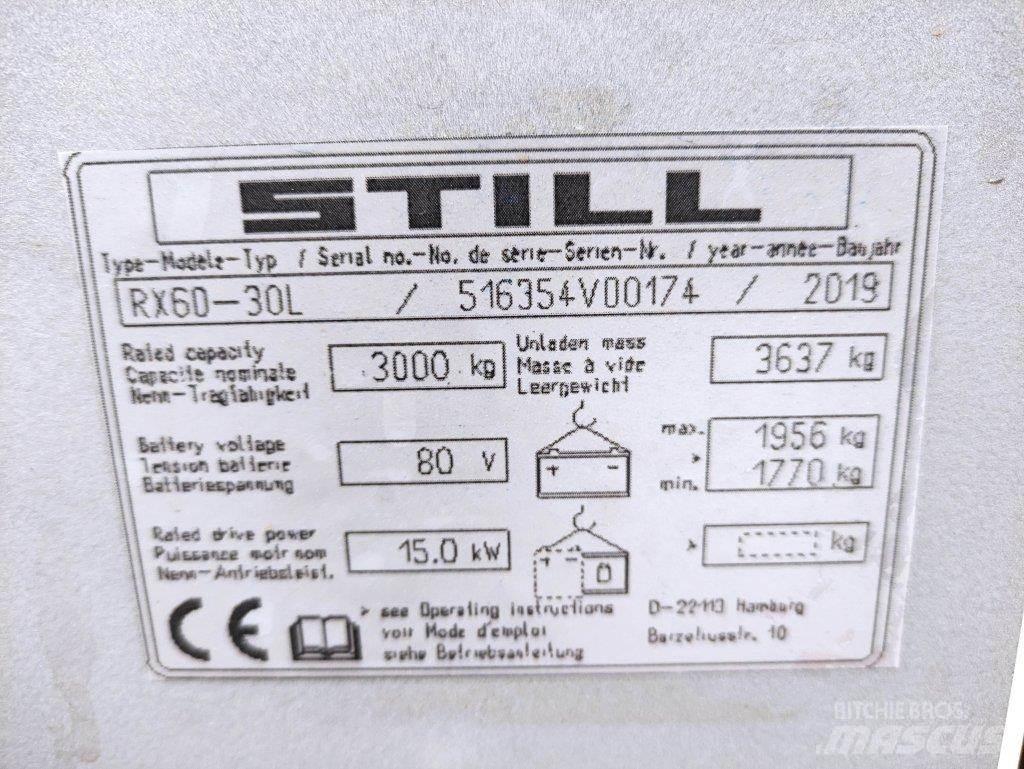 STILL
Type-Modele-Typ / Serial no.-No. de série-Serien-Nr. / year-année-Baujahr
RX60-30L / 516354V00174 / 2019
Rated capacity
Capacite nominale
Nenn-Tragfahigkeit
3000 kg
Unladen mass
Masse à vide
Leergewicht
3637 kg
Battery voltage
Tension batterie
Batteriespannung
80 V
+ -
max. 1956 kg
>
min. 1770 kg
Rated drive power
Puissance moir nom
Nenn-Antriebsleist.
15.0 kW
+ -
> kg
CE
> see Operating instructions
voir Mode d'emploi
siehe Betriebsanleitung
D-22113 Hamburg
Berzeliusstr. 10
RITCHIE BROS.
MASCUS